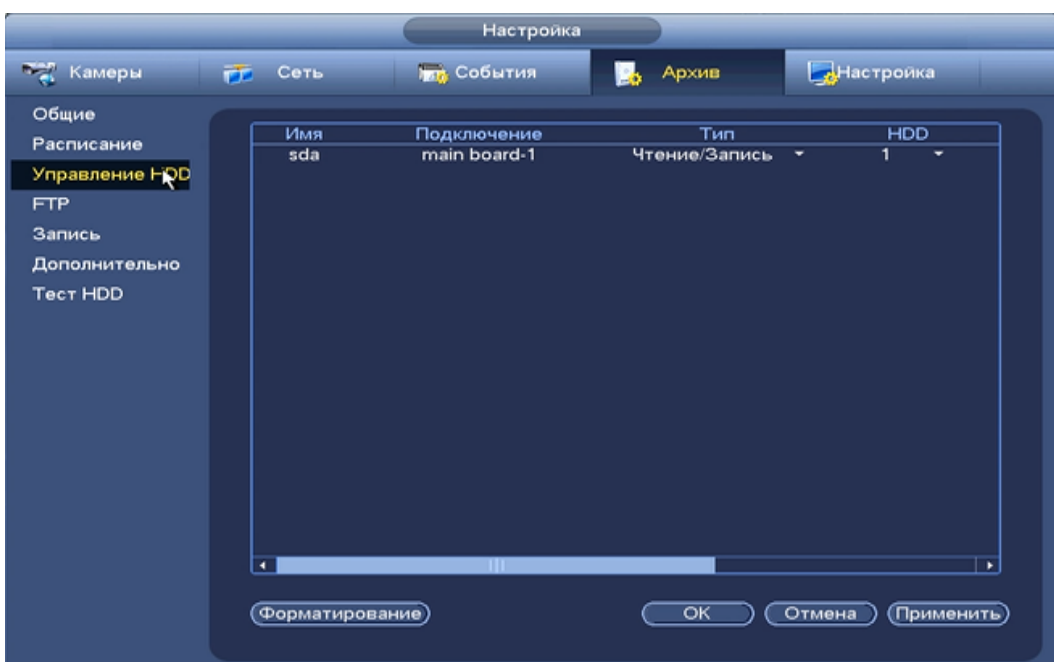 Настройка
Камеры Сеть События Архив Настройка
Общие
Расписание
Управление HDD
FTP
Запись
Дополнительно
Тест HDD
Имя Подключение Тип HDD
sda main board-1 Чтение/Запись 1
Форматирование OK Отмена Применить